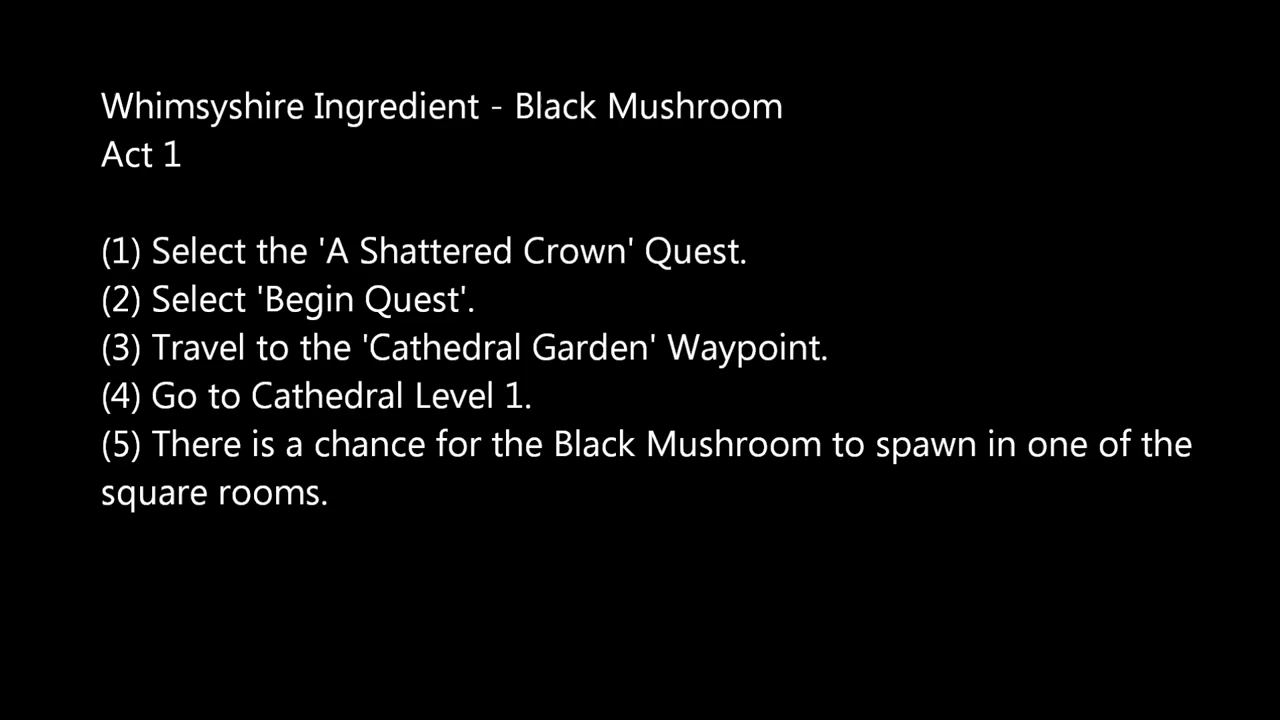 Whimsyshire Ingredient - Black Mushroom
Act 1
(1) Select the 'A Shattered Crown' Quest.
(2) Select 'Begin Quest'.
(3) Travel to the 'Cathedral Garden' Waypoint.
(4) Go to Cathedral Level 1.
(5) There is a chance for the Black Mushroom to spawn in one of the
square rooms.